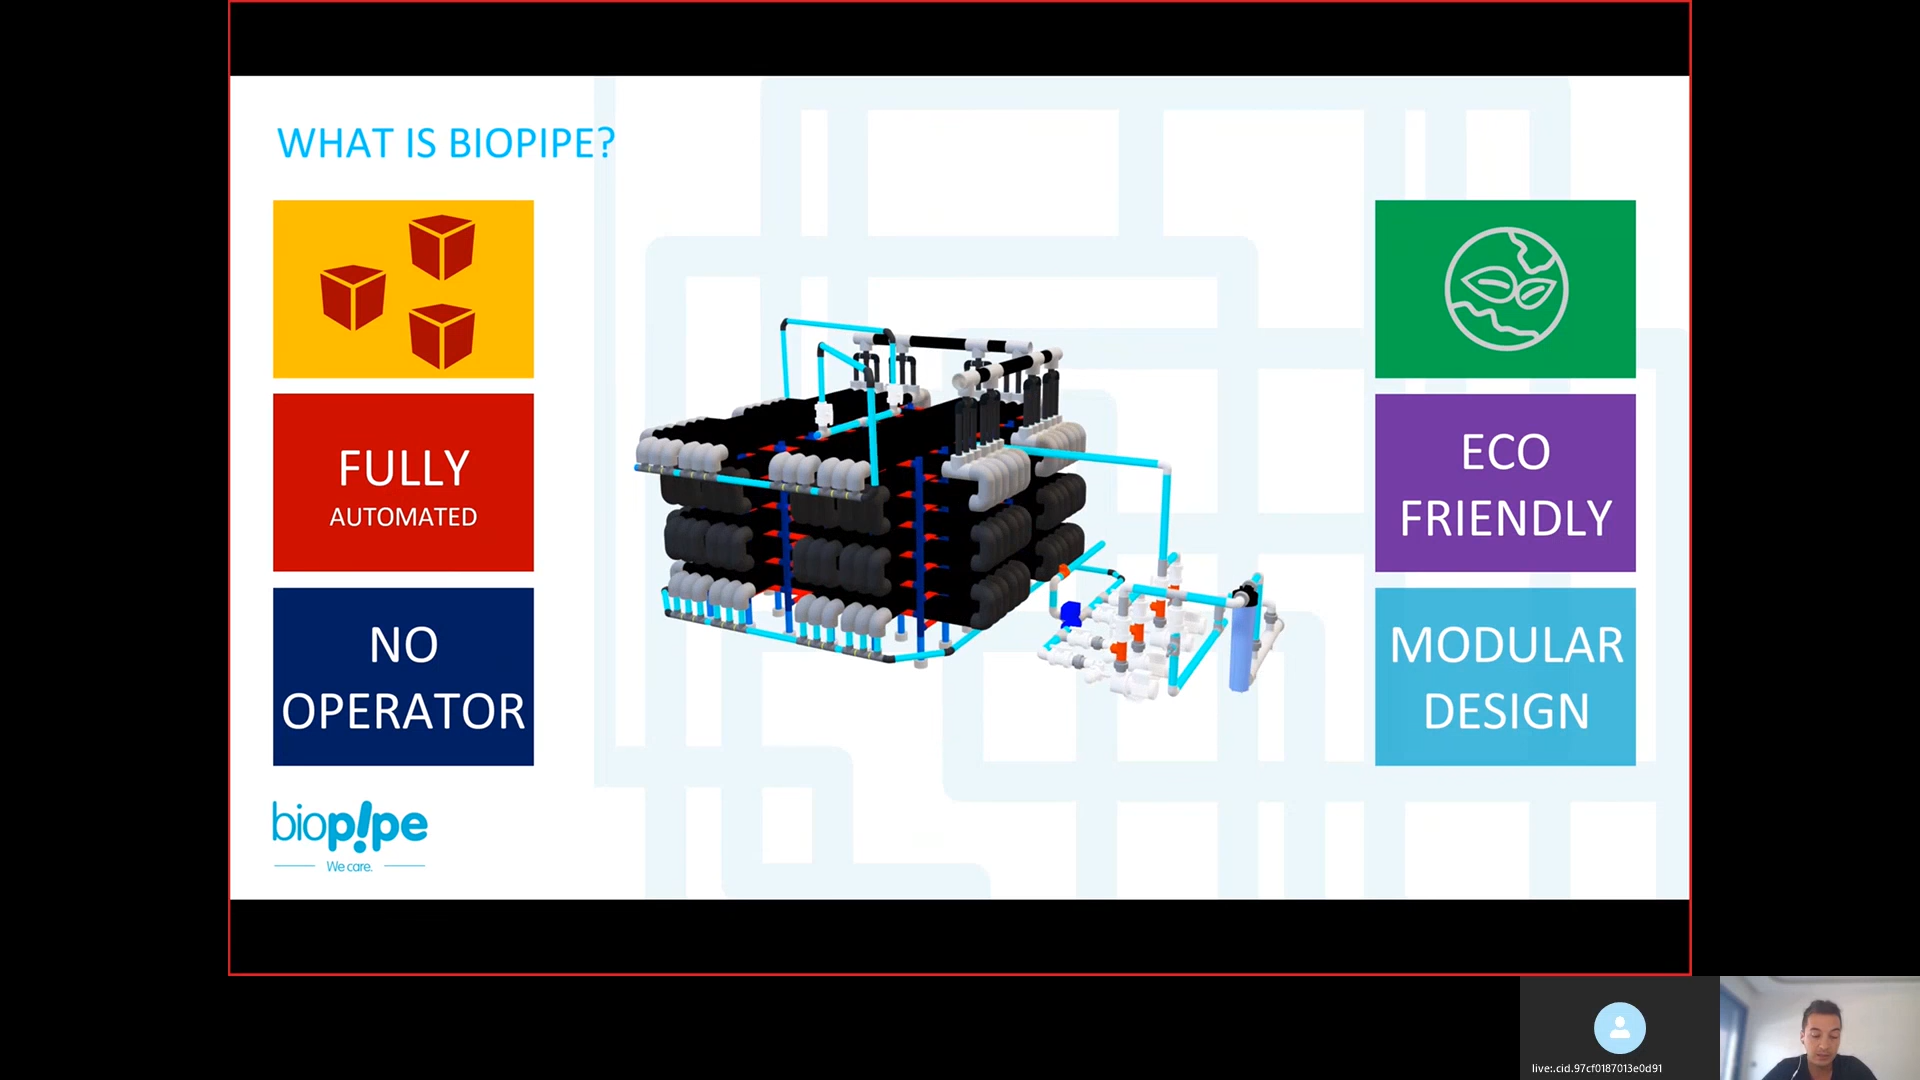 WHAT IS BIOPIPE?
FULLY
AUTOMATED
NO
OPERATOR
ECO
FRIENDLY
MODULAR
DESIGN
biop!pe
We care.
live:.cid.97cf0187013e0d91